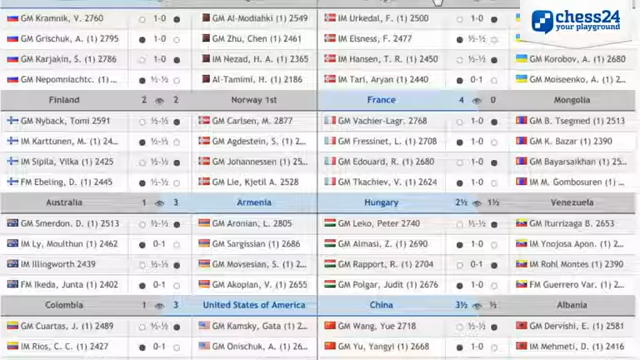 chess24
your playground
GM Kramnik, V. 2760 1-0 GM Al-Modiahki (1) 2549 IM Urkedal, F. (1) 2500 1-0
GM Grischuk, A. (1) 2795 1-0 GM Zhu, Chen (1) 2461 IM Elsness, F. 2477 ½-½
GM Karjakin, S. (1) 2786 1-0 IM Nezad, H. A. (1) 2365 IM Hansen, T. R. (1) 2450 ½-½ GM Korobov, A. (1) 2680
GM Nepomniachtc. (1)... ½-½ Al-Tamimi, H. (1) 2186 IM Tari, Aryan (1) 2440 0-1 GM Moiseenko, A. (1) 2...
Finland 2 2 Norway 1st France 4 0 Mongolia
GM Nyback, Tomi 2591 ½-½ GM Carlsen, M. 2877 GM Vachier-Lagr. 2768 1-0 GM B. Tsegmed (1) 2513
IM Karttunen, M. (1) 24... ½-½ GM Agdestein, S. (1)... GM Fressinet, L. (1) 2708 1-0 GM K. Bazar (1) 2390
IM Sipila, Vilka (1) 2425 ½-½ GM Johannessen (1) 25... GM Edouard, R. (1) 2680 1-0 GM Bayarsaikhan (1) 25...
FM Ebeling, D. (1) 2445 ½-½ GM Lie, Kjetil A. 2528 GM Tkachiev, V. (1) 2624 1-0 IM M. Gombosuren (1)...
Australia 1 3 Armenia Hungary 2½ 1½ Venezuela
GM Smerdon, D. (1) 2513 ½-½ GM Aronian, L. 2805 GM Leko, Peter 2740 ½-½ GM Iturrizaga B. 2653
IM Ly, Moulthun (1) 2462 0-1 GM Sargissian (1) 2686 GM Almasi, Z. (1) 2690 1-0 IM Ynojosa Apon. (1) 2...
IM Illingworth 2439 ½-½ GM Movsesian, S. (1) 2... GM Rapport, R. (1) 2704 0-1 IM Rohl Montes (1) 2390
FM Ikeda, Junta (1) 2402 0-1 GM Akopian, V. (1) 2655 GM Polgar, Judit (1) 2676 1-0 FM Guerrero Var. (1) 2...
Colombia 1 3 United States of America China 3½ ½ Albania
GM Cuartas, J. (1) 2489 ½-½ GM Kamsky, Gata (1) 2... GM Wang, Yue 2718 ½-½ GM Dervishi, E. (1) 2581
IM Rios, C. C. (1) 2427 0-1 GM Onischuk, A. (1) 26... GM Yu, Yangyi (1) 2668 1-0 IM Mehmeti, D. (1) 2416